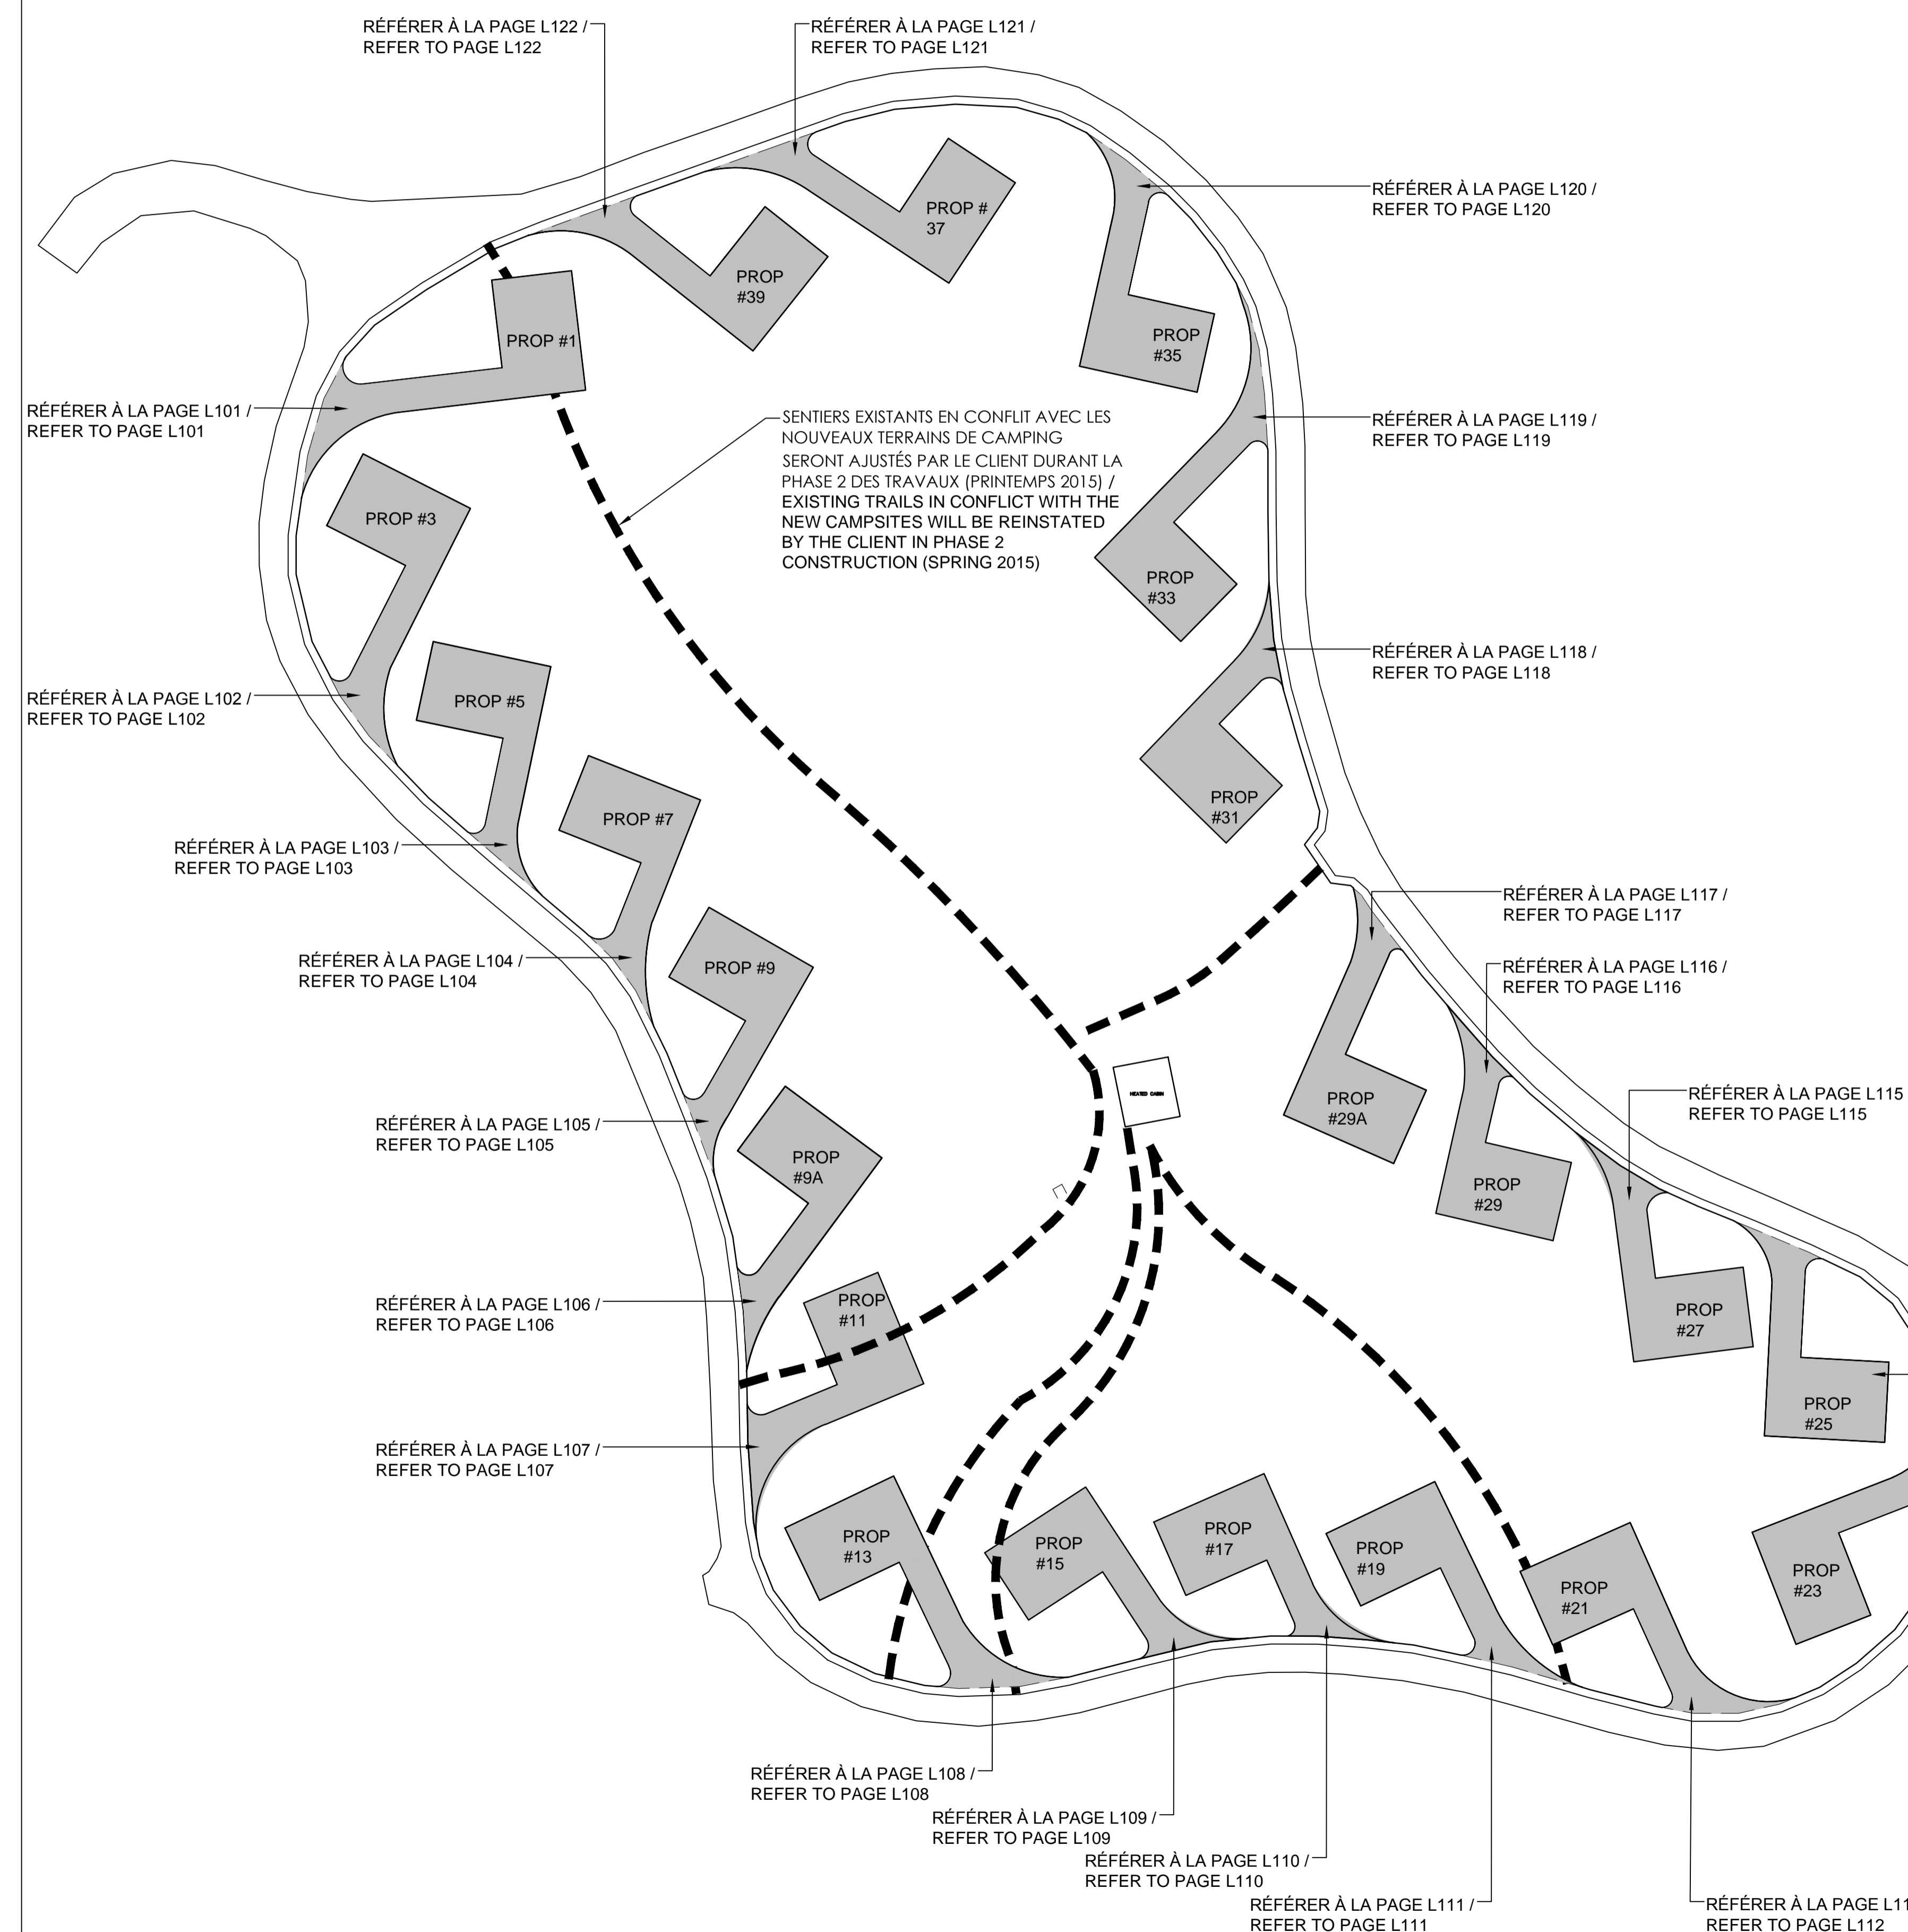 RÉFÉRER À LA PAGE L122 /
REFER TO PAGE L122
RÉFÉRER À LA PAGE L121 /
REFER TO PAGE L121
RÉFÉRER À LA PAGE L120 /
REFER TO PAGE L120
PROP #
37
PROP
#39
PROP #1
PROP
#35
RÉFÉRER À LA PAGE L101 /
REFER TO PAGE L101
SENTIERS EXISTANTS EN CONFLIT AVEC LES
NOUVEAUX TERRAINS DE CAMPING
SERONT AJUSTÉS PAR LE CLIENT DURANT LA
PHASE 2 DES TRAVAUX (PRINTEMPS 2015) /
EXISTING TRAILS IN CONFLICT WITH THE
NEW CAMPSITES WILL BE REINSTATED
BY THE CLIENT IN PHASE 2
CONSTRUCTION (SPRING 2015)
RÉFÉRER À LA PAGE L119 /
REFER TO PAGE L119
PROP #3
PROP
#33
RÉFÉRER À LA PAGE L118 /
REFER TO PAGE L118
RÉFÉRER À LA PAGE L102 /
REFER TO PAGE L102
PROP #5
PROP #7
PROP
#31
RÉFÉRER À LA PAGE L103 /
REFER TO PAGE L103
RÉFÉRER À LA PAGE L117 /
REFER TO PAGE L117
RÉFÉRER À LA PAGE L104 /
REFER TO PAGE L104
PROP #9
RÉFÉRER À LA PAGE L116 /
REFER TO PAGE L116
HEATED CABIN
PROP
#29A
RÉFÉRER À LA PAGE L115
REFER TO PAGE L115
RÉFÉRER À LA PAGE L105 /
REFER TO PAGE L105
PROP
#9A
PROP
#29
RÉFÉRER À LA PAGE L106 /
REFER TO PAGE L106
PROP
#11
PROP
#27
PROP
#25
RÉFÉRER À LA PAGE L107 /
REFER TO PAGE L107
PROP
#13
PROP
#15
PROP
#17
PROP
#19
PROP
#21
PROP
#23
RÉFÉRER À LA PAGE L108 /
REFER TO PAGE L108
RÉFÉRER À LA PAGE L109 /
REFER TO PAGE L109
RÉFÉRER À LA PAGE L110 /
REFER TO PAGE L110
RÉFÉRER À LA PAGE L111 /
REFER TO PAGE L111
RÉFÉRER À LA PAGE
REFER TO PAGE L112